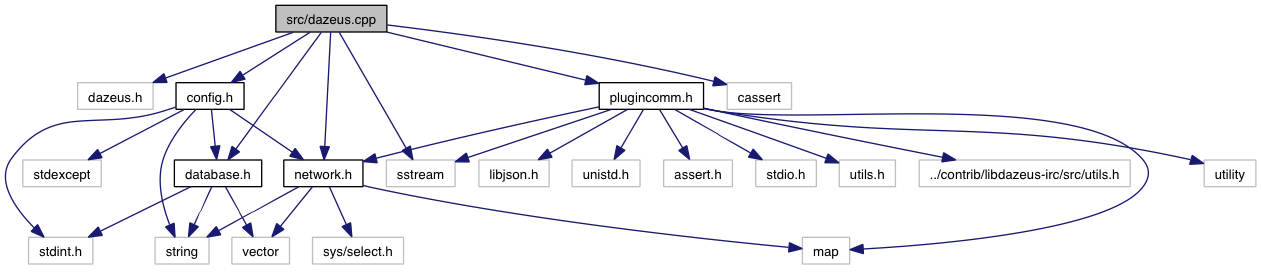 src/dazeus.cpp
dazeus.h
config.h
plugincomm.h
cassert
stdexcept
database.h
network.h
sstream
libjson.h
unistd.h
assert.h
stdio.h
utils.h
../contrib/libdazeus-irc/src/utils.h
utility
stdint.h
string
vector
sys/select.h
map